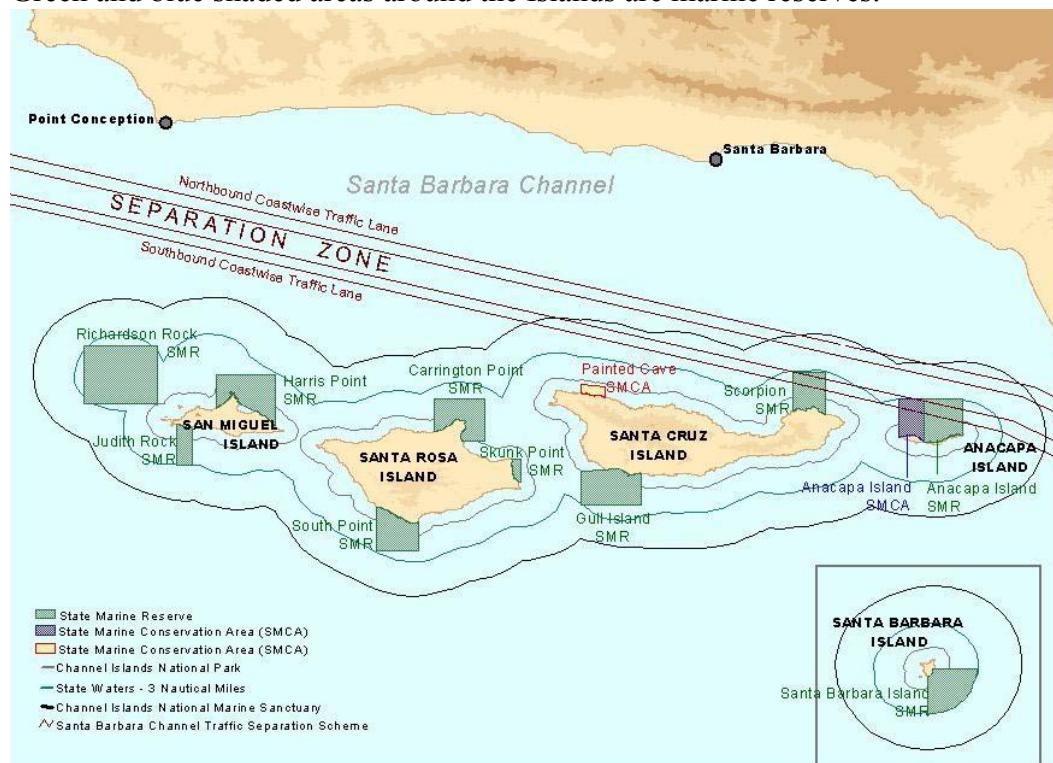 Green and blue shaded areas around the Islands are marine reserves.
Point Conception
Santa Barbara
Santa Barbara Channel
Northbound Coastwise Traffic Lane
SEPARATION ZONE
Southbound Coastwise Traffic Lane
Richardson Rock
SMR
Harris Point
SMR
Carrington Point
SMR
Painted Cave
SMCA
Scorpion
SMR
SAN MIGUEL
ISLAND
Judith Rock
SMR
SANTA ROSA
ISLAND
Skunk Point
SMR
SANTA CRUZ
ISLAND
ANACAPA
ISLAND
Anacapa Island
SMCA
Anacapa Island
SMR
South Point
SMR
Gull Island
SMR
State Marine Reserve
State Marine Conservation Area (SMCA)
State Marine Conservation Area (SMCA)
Channel Islands National Park
State Waters - 3 Nautical Miles
Channel Islands National Marine Sanctuary
Santa Barbara Channel Traffic Separation Scheme
SANTA BARBARA
ISLAND
Santa Barbara Island
SMR